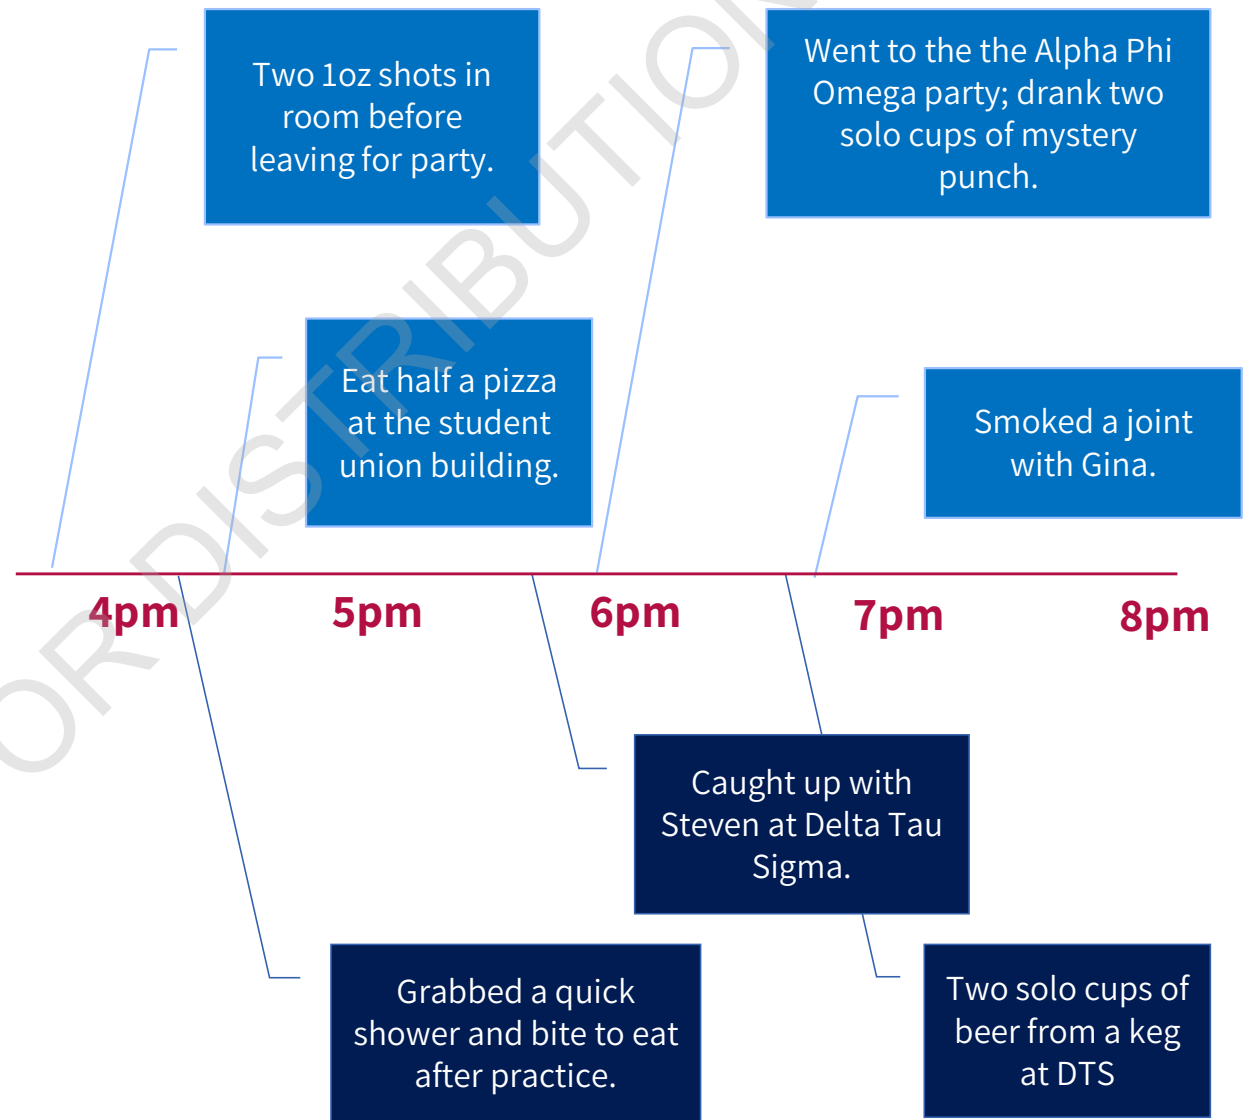 Two 1oz shots in
room before
leaving for party.
Went to the the Alpha Phi
Omega party; drank two
solo cups of mystery
punch.
Eat half a pizza
at the student
union building.
Smoked a joint
with Gina.
4pm
5pm
6pm
7pm
8pm
Caught up with
Steven at Delta Tau
Sigma.
Grabbed a quick
shower and bite to eat
after practice.
Two solo cups of
beer from a keg
at DTS
OR DISTRIBUTION